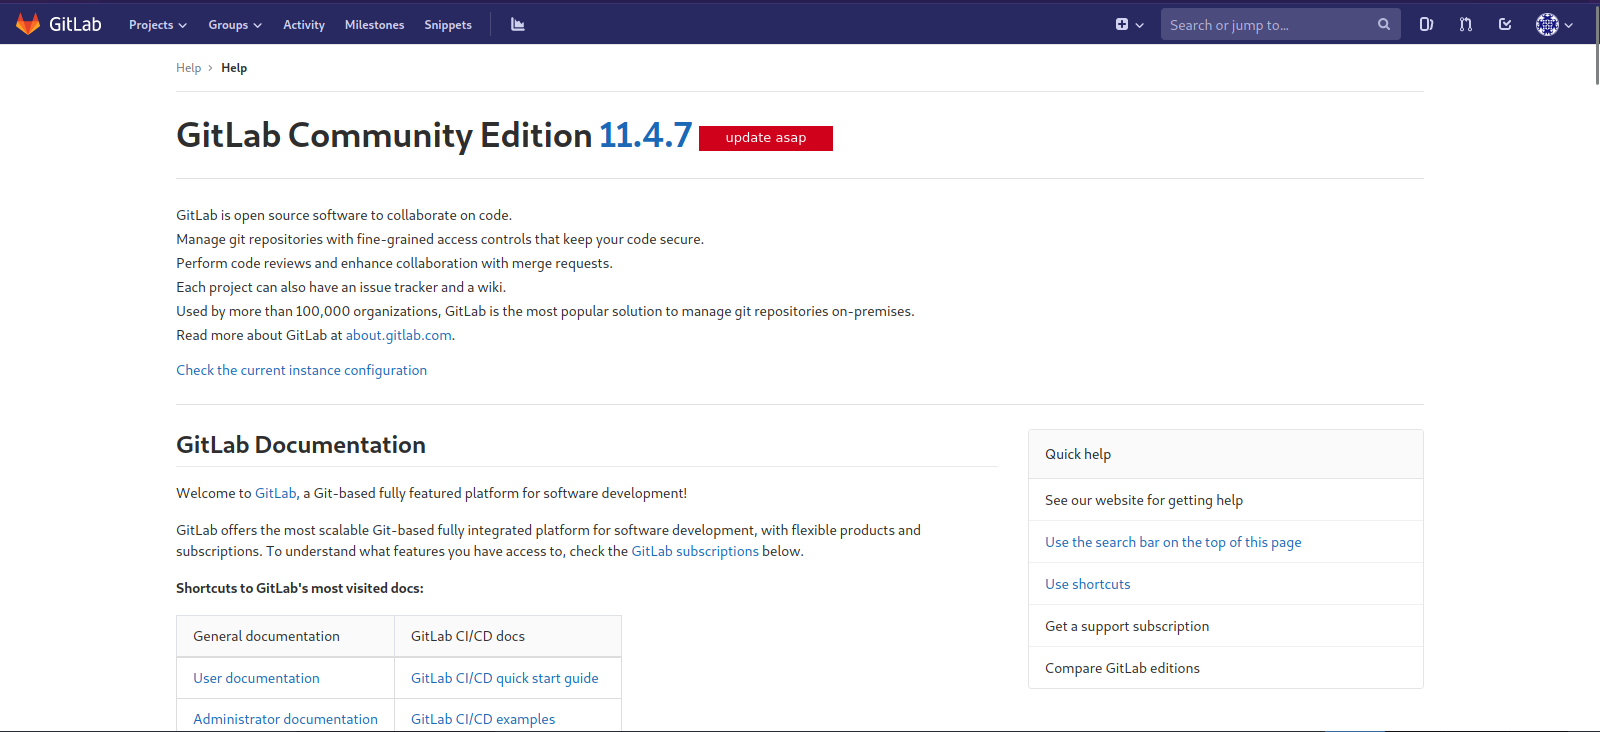 GitLab Projects Groups Activity Milestones Snippets Search or jump to...
Help › Help
GitLab Community Edition 11.4.7 update asap
GitLab is open source software to collaborate on code.
Manage git repositories with fine-grained access controls that keep your code secure.
Perform code reviews and enhance collaboration with merge requests.
Each project can also have an issue tracker and a wiki.
Used by more than 100,000 organizations, GitLab is the most popular solution to manage git repositories on-premises.
Read more about GitLab at about.gitlab.com.
Check the current instance configuration
GitLab Documentation
Welcome to GitLab, a Git-based fully featured platform for software development!
GitLab offers the most scalable Git-based fully integrated platform for software development, with flexible products and
subscriptions. To understand what features you have access to, check the GitLab subscriptions below.
Shortcuts to GitLab's most visited docs:
General documentation GitLab CI/CD docs
User documentation GitLab CI/CD quick start guide
Administrator documentation GitLab CI/CD examples
Quick help
See our website for getting help
Use the search bar on the top of this page
Use shortcuts
Get a support subscription
Compare GitLab editions